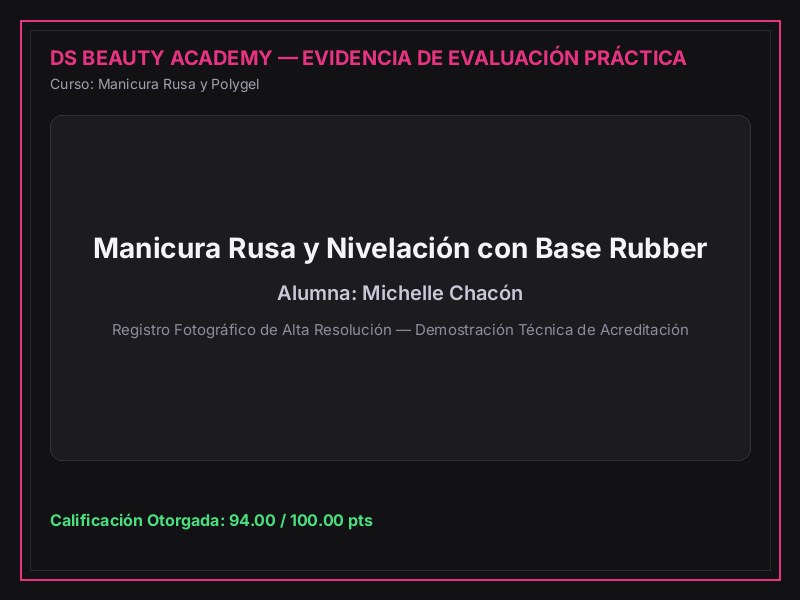 DS BEAUTY ACADEMY — EVIDENCIA DE EVALUACIÓN PRÁCTICA
Curso: Manicura Rusa y Polygel
Manicura Rusa y Nivelación con Base Rubber
Alumna: Michelle Chacón
Registro Fotográfico de Alta Resolución — Demostración Técnica de Acreditación
Calificación Otorgada: 94.00 / 100.00 pts